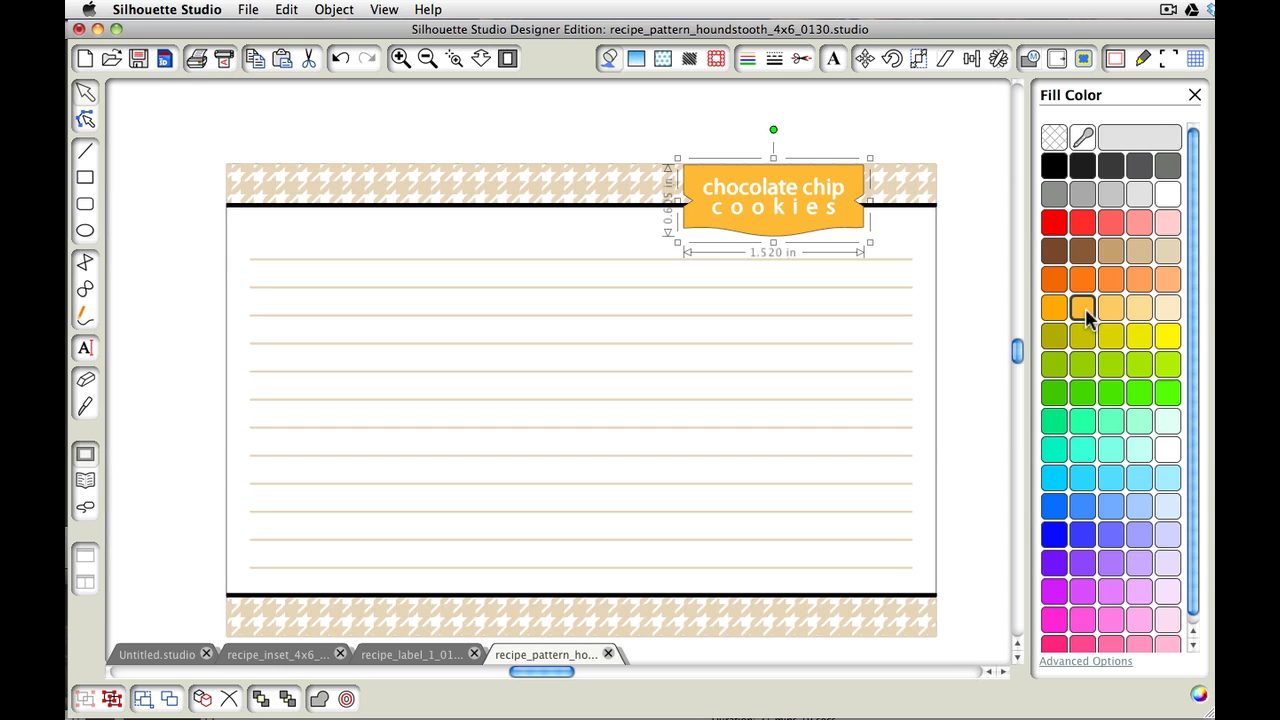 Silhouette Studio File Edit Object View Help
Silhouette Studio Designer Edition: recipe_pattern_houndstooth_4x6_0130.studio
A
Fill Color
chocolate chip
cookies
1.520 in
A
Untitled.studio recipe_inset_4x6_... recipe_label_1_01... recipe_pattern_ho...
Advanced Options